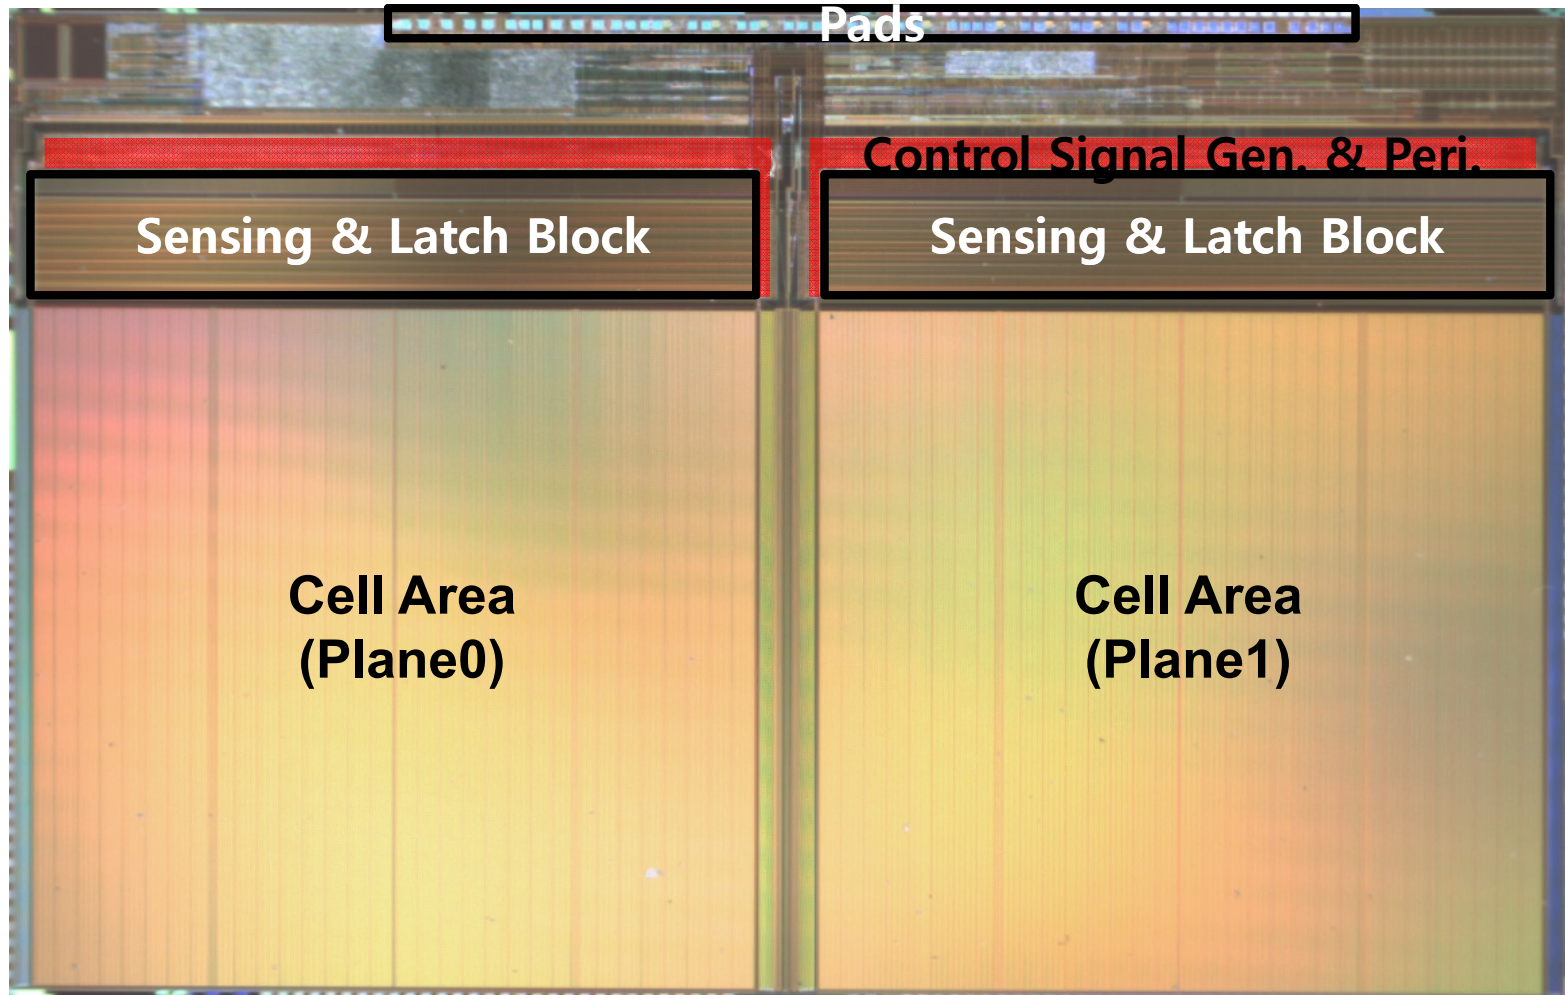 Pads
Control Signal Gen. & Peri.
Sensing & Latch Block
Sensing & Latch Block
Cell Area
(Plane0)
Cell Area
(Plane1)